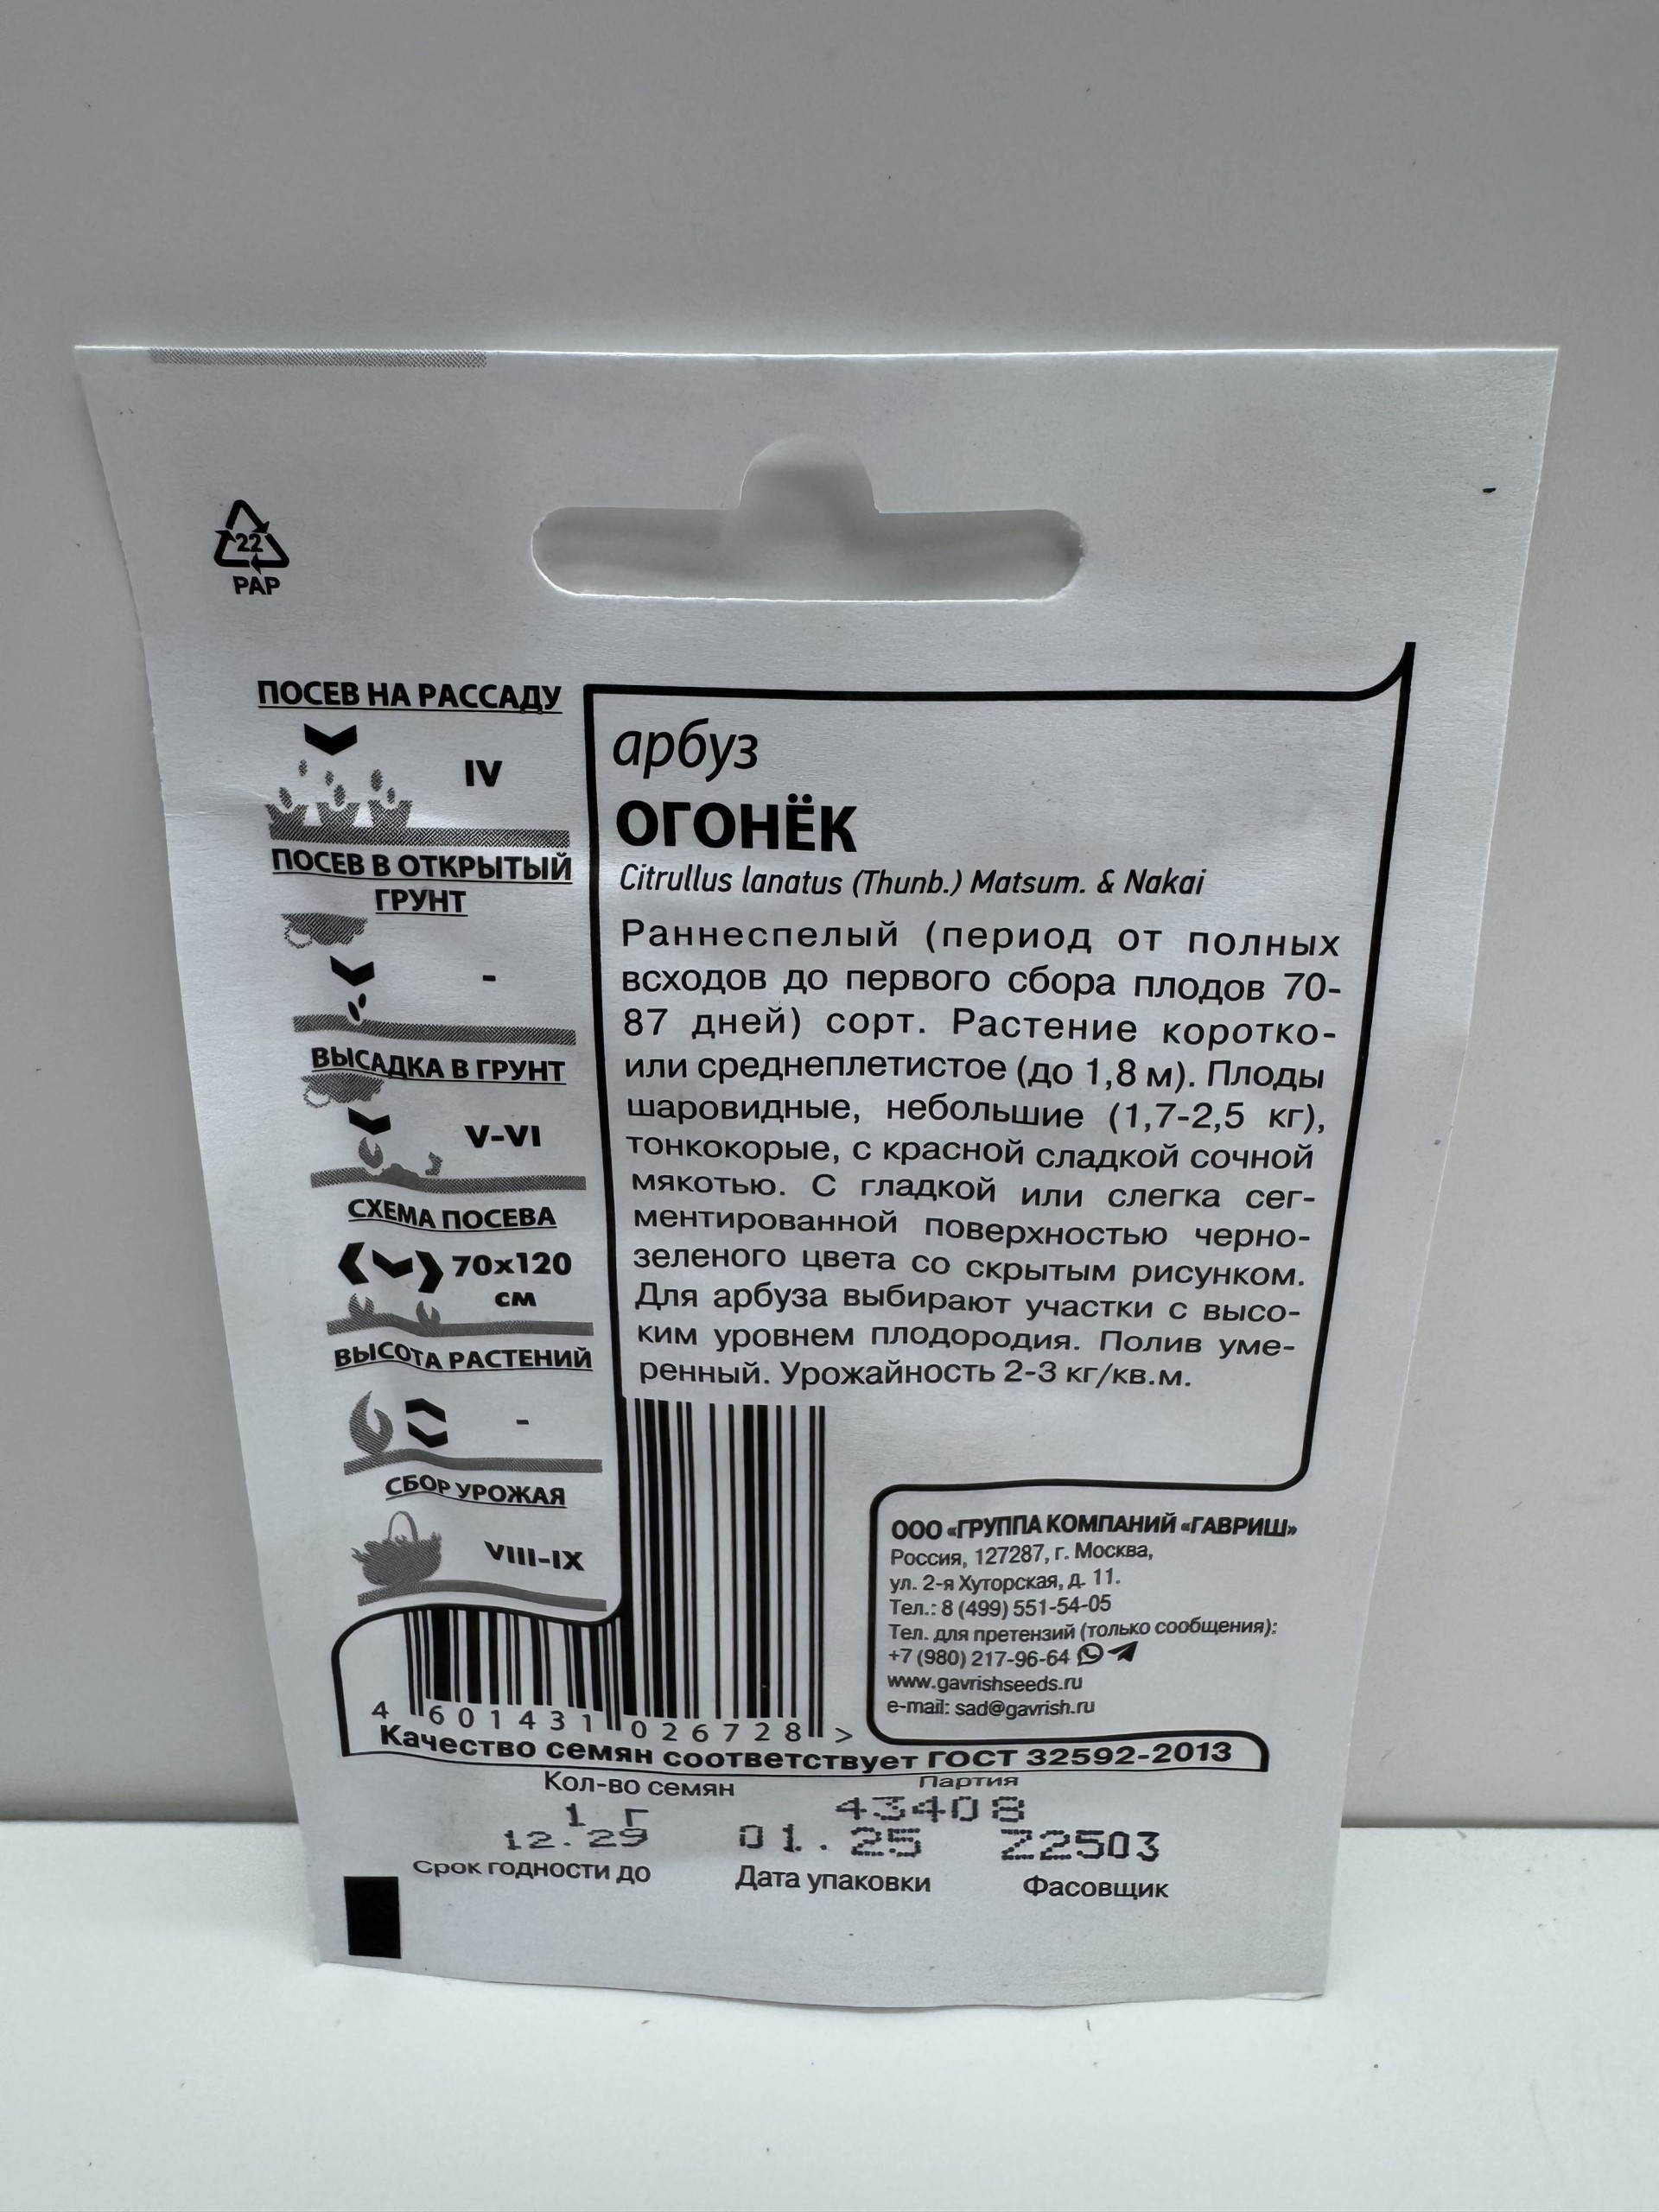 22
PAP
ПОСЕВ НА РАССАДУ
IV
ПОСЕВ В ОТКРЫТЫЙ
ГРУНТ
-
ВЫСАДКА В ГРУНТ
V-VI
СХЕМА ПОСЕВА
70x120
см
ВЫСОТА РАСТЕНИЙ
-
СБОР УРОЖАЯ
VIII-IX
арбуз
ОГОНЁК
Citrullus lanatus (Thunb.) Matsum. & Nakai
Раннеспелый (период от полных
всходов до первого сбора плодов 70-
87 дней) сорт. Растение коротко-
или среднеплетистое (до 1,8 м). Плоды
шаровидные, небольшие (1,7-2,5 кг),
тонкокорые, с красной сладкой сочной
мякотью. С гладкой или слегка сег-
ментированной поверхностью черно-
зеленого цвета со скрытым рисунком.
Для арбуза выбирают участки с высо-
ким уровнем плодородия. Полив уме-
ренный. Урожайность 2-3 кг/кв.м.
ООО «ГРУППА КОМПАНИЙ «ГАВРИШ»
Россия, 127287, г. Москва,
ул. 2-я Хуторская, д. 11.
Тел.: 8 (499) 551-54-05
Тел. для претензий (только сообщения):
+7 (980) 217-96-64
www.gavrishseeds.ru
e-mail: sad@gavrish.ru
4 601431 026728 >
Качество семян соответствует ГОСТ 32592-2013
Кол-во семян Партия
1 Г 43408
12.29 01.25 Z2503
Срок годности до Дата упаковки Фасовщик